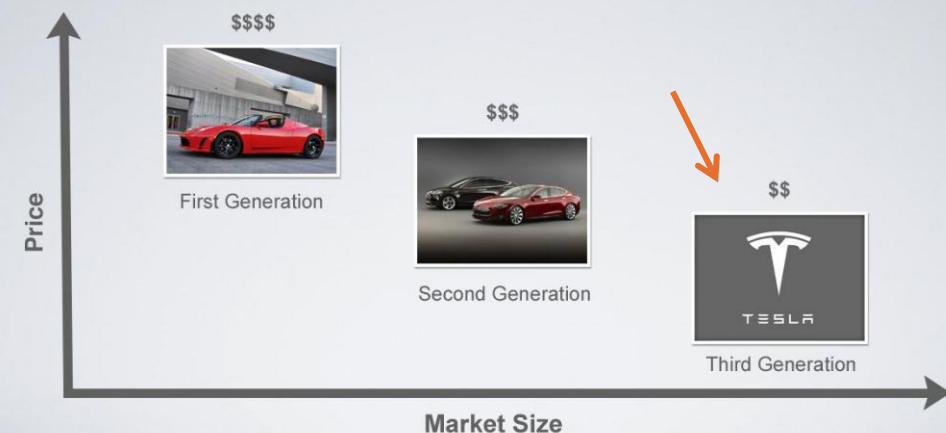 $$$$
First Generation
$$$
Second Generation
$$
TESLA
Third Generation
Price
Market Size